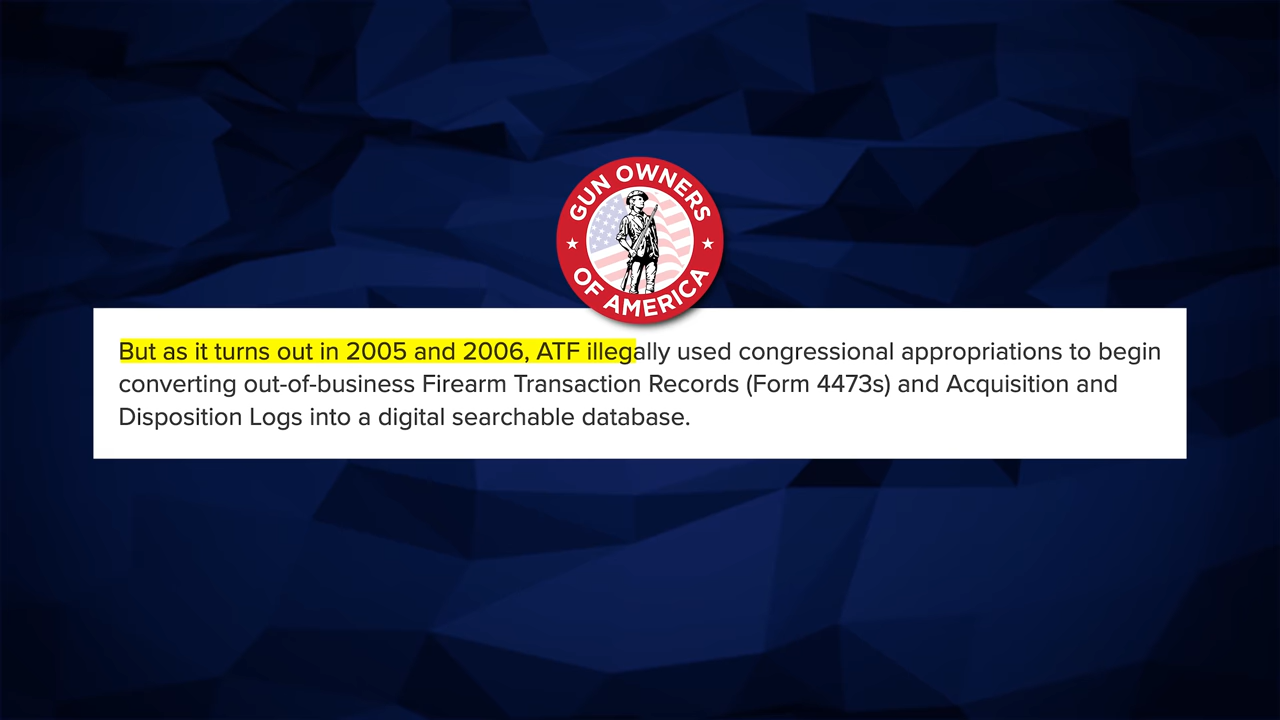 GUN OWNERS
OF AMERICA
But as it turns out in 2005 and 2006, ATF illegally used congressional appropriations to begin
converting out-of-business Firearm Transaction Records (Form 4473s) and Acquisition and
Disposition Logs into a digital searchable database.